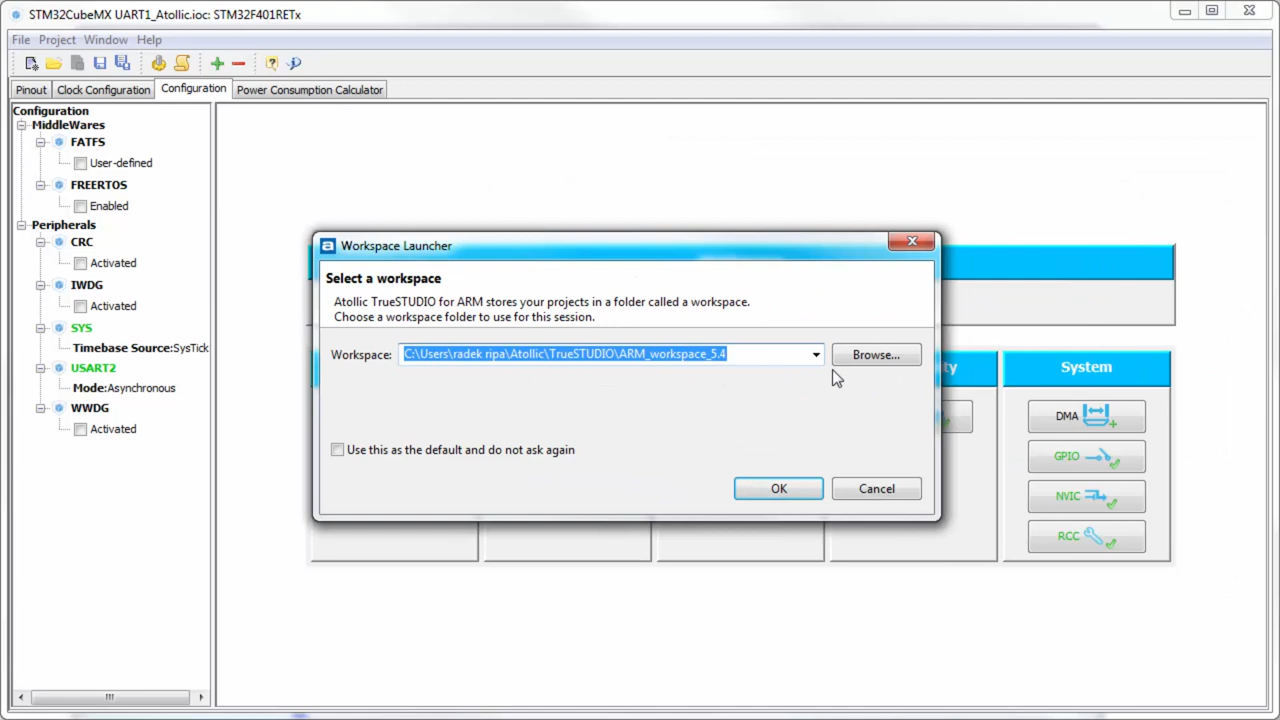 STM32CubeMX UART1_Atollic.ioc: STM32F401RETx
File Project Window Help
Pinout Clock Configuration Configuration Power Consumption Calculator
Configuration
MiddleWares
FATFS
User-defined
FREERTOS
Enabled
Peripherals
CRC
Activated
IWDG
Activated
SYS
Timebase Source:SysTick
USART2
Mode:Asynchronous
WWDG
Activated
a Workspace Launcher
Select a workspace
Atollic TrueSTUDIO for ARM stores your projects in a folder called a workspace.
Choose a workspace folder to use for this session.
Workspace: C:\Users\radek ripa\Atollic\TrueSTUDIO\ARM_workspace_5.4 Browse...
Use this as the default and do not ask again
OK Cancel
ty
System
DMA
GPIO
NVIC
RCC